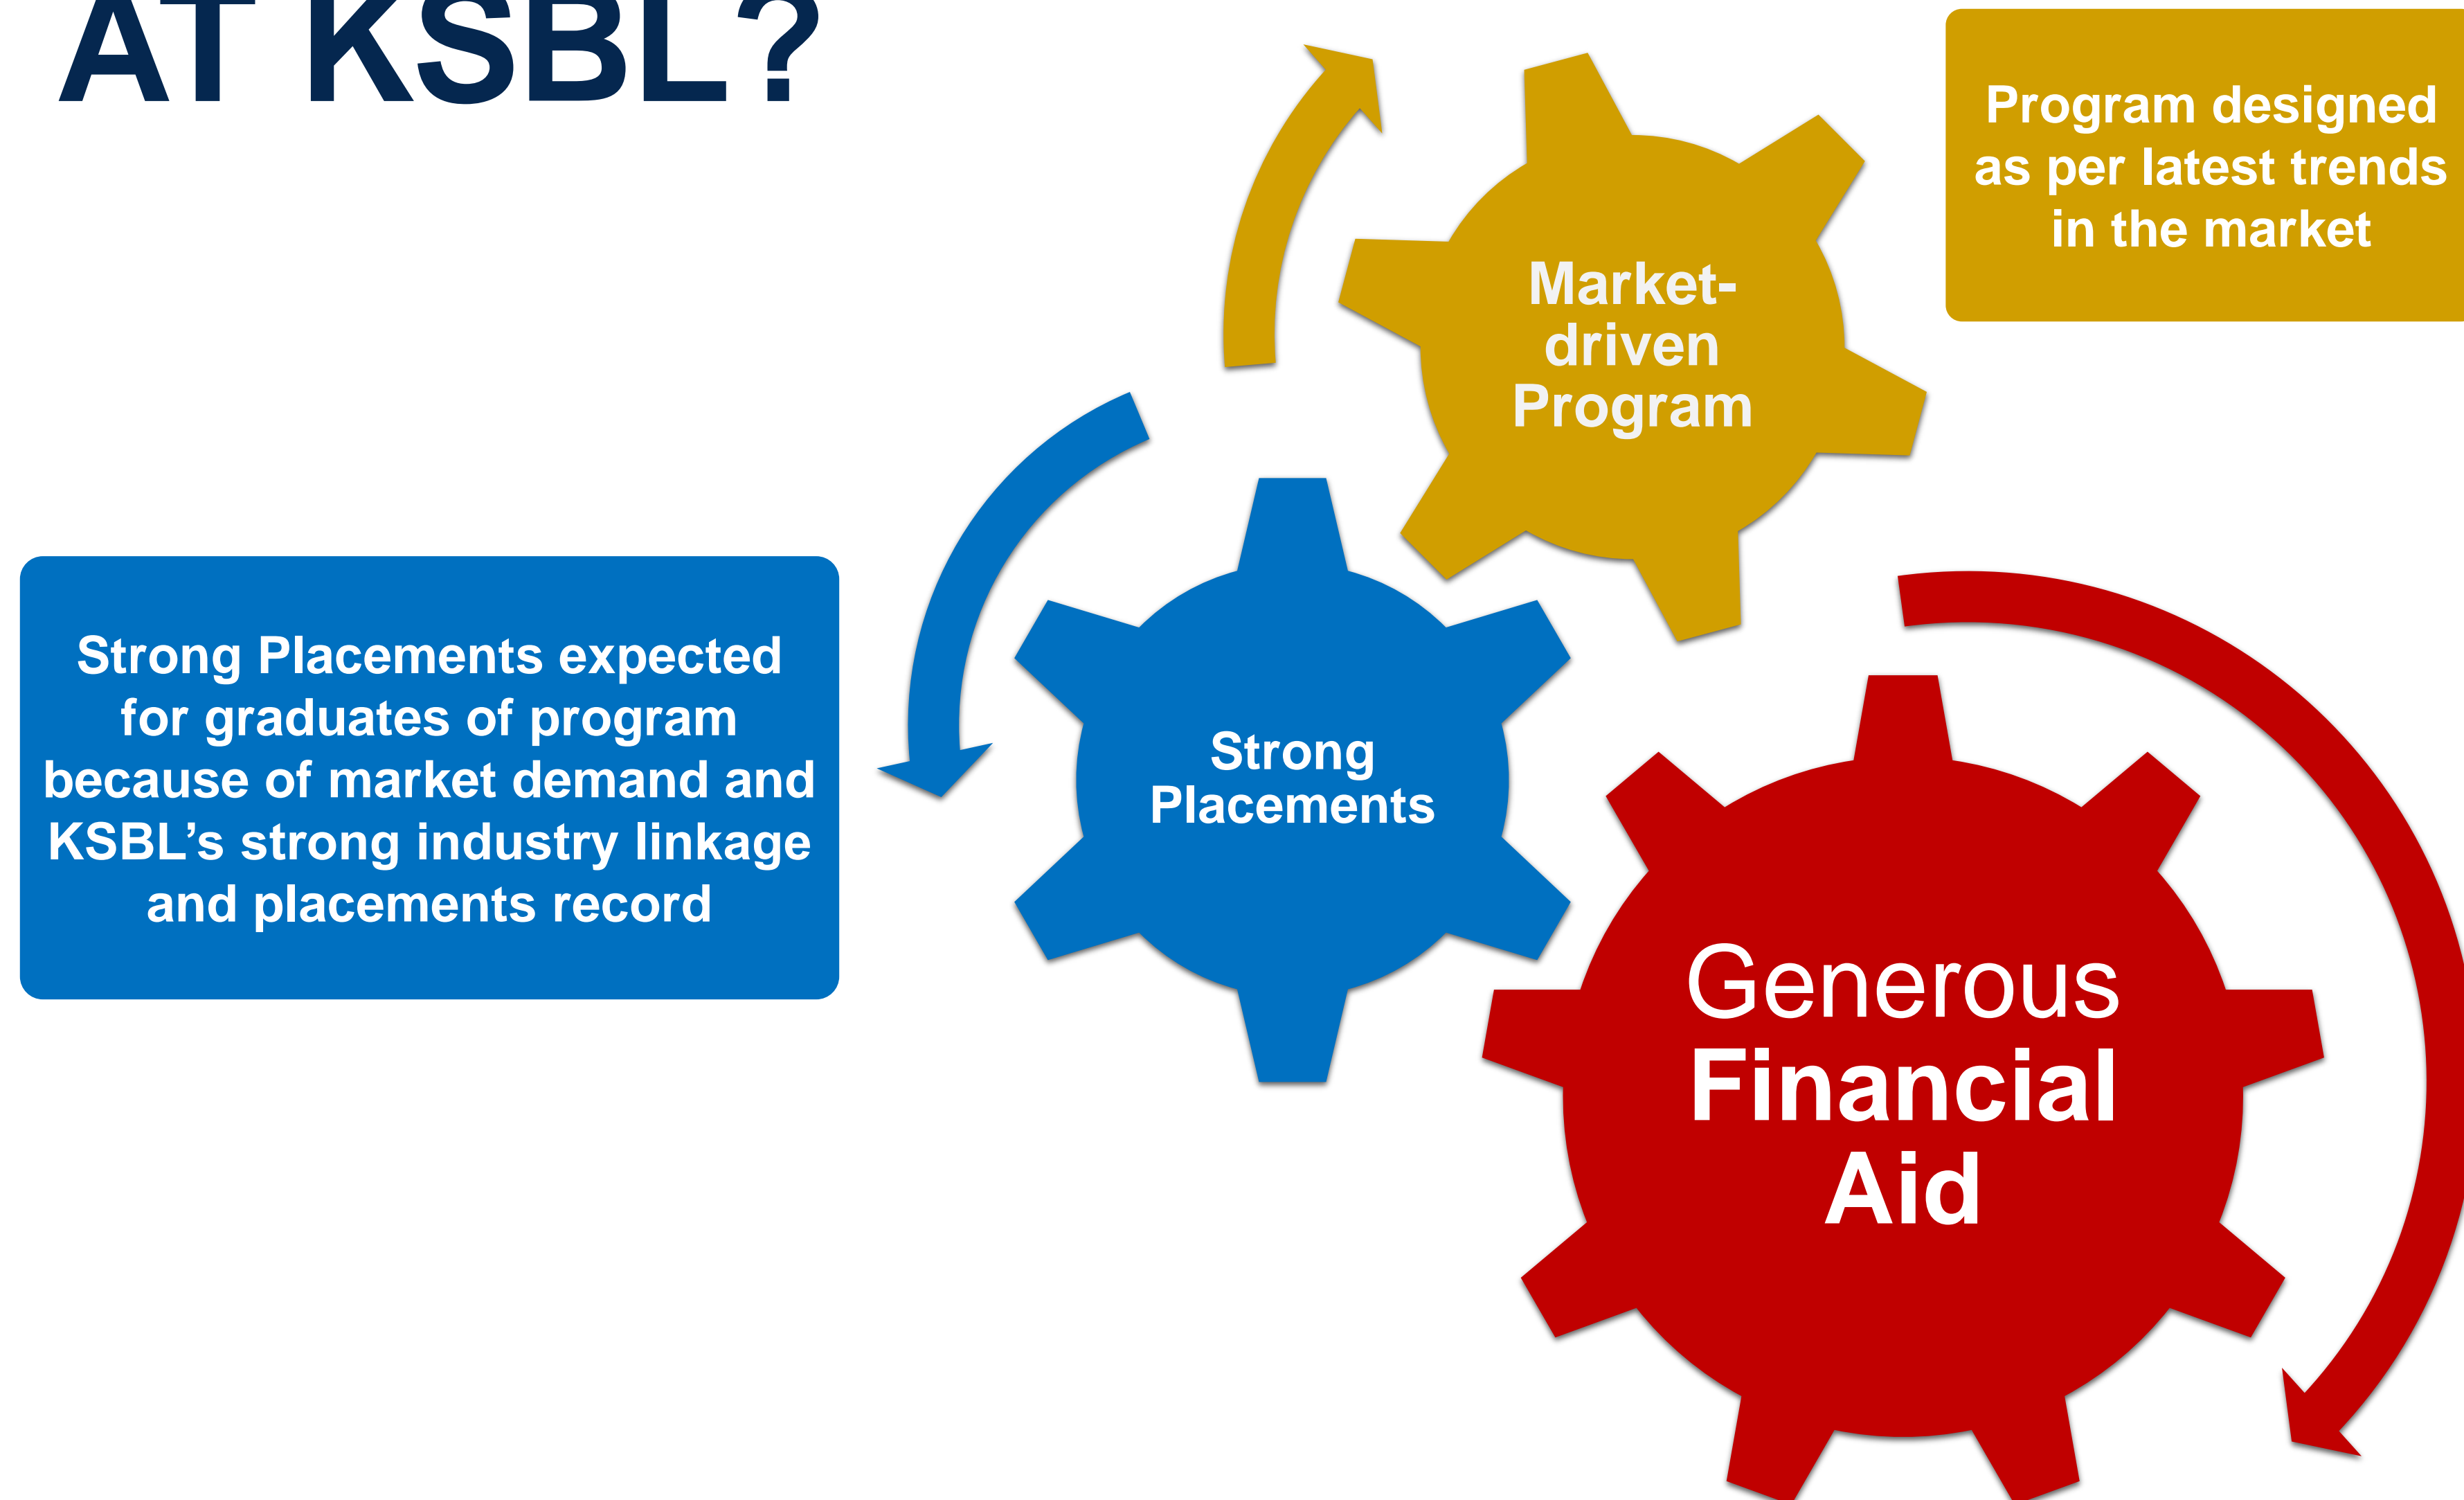 AT KSBL?
Program designed
as per latest trends
in the market
Market-
driven
Program
Strong Placements expected
for graduates of program
because of market demand and
KSBL’s strong industry linkage
and placements record
Strong
Placements
Generous
Financial
Aid